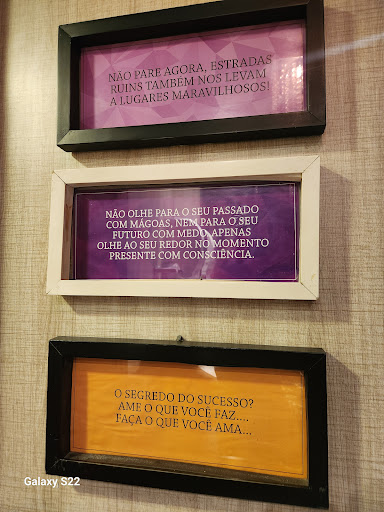 NÃO PARE AGORA, ESTRADAS
RUINS TAMBEM NOS LEVAM
A LUGARES MARAVILHOSOS!
NÃO OLHE PARA O SEU PASSADO
COM MÁGOAS, NEM PARA O SEU
FUTURO COM MEDO, APENAS
OLHE AO SEU REDOR NO MOMENTO
PRESENTE COM CONSCIÊNCIA.
O SEGREDO DO SUCESSO?
AME O QUE VOCÊ FAZ....
FAÇA O QUE VOCÊ AMA...
Galaxy S22